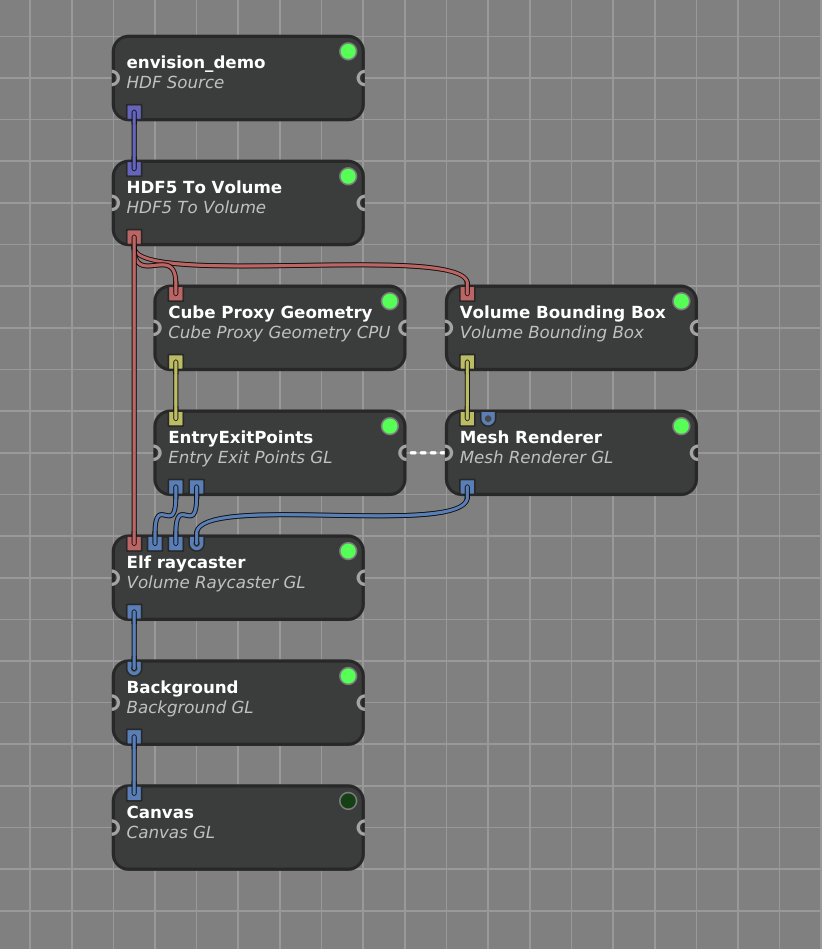 envision_demo
HDF Source
HDF5 To Volume
HDF5 To Volume
Cube Proxy Geometry
Cube Proxy Geometry CPU
Volume Bounding Box
Volume Bounding Box
EntryExitPoints
Entry Exit Points GL
Mesh Renderer
Mesh Renderer GL
Elf raycaster
Volume Raycaster GL
Background
Background GL
Canvas
Canvas GL